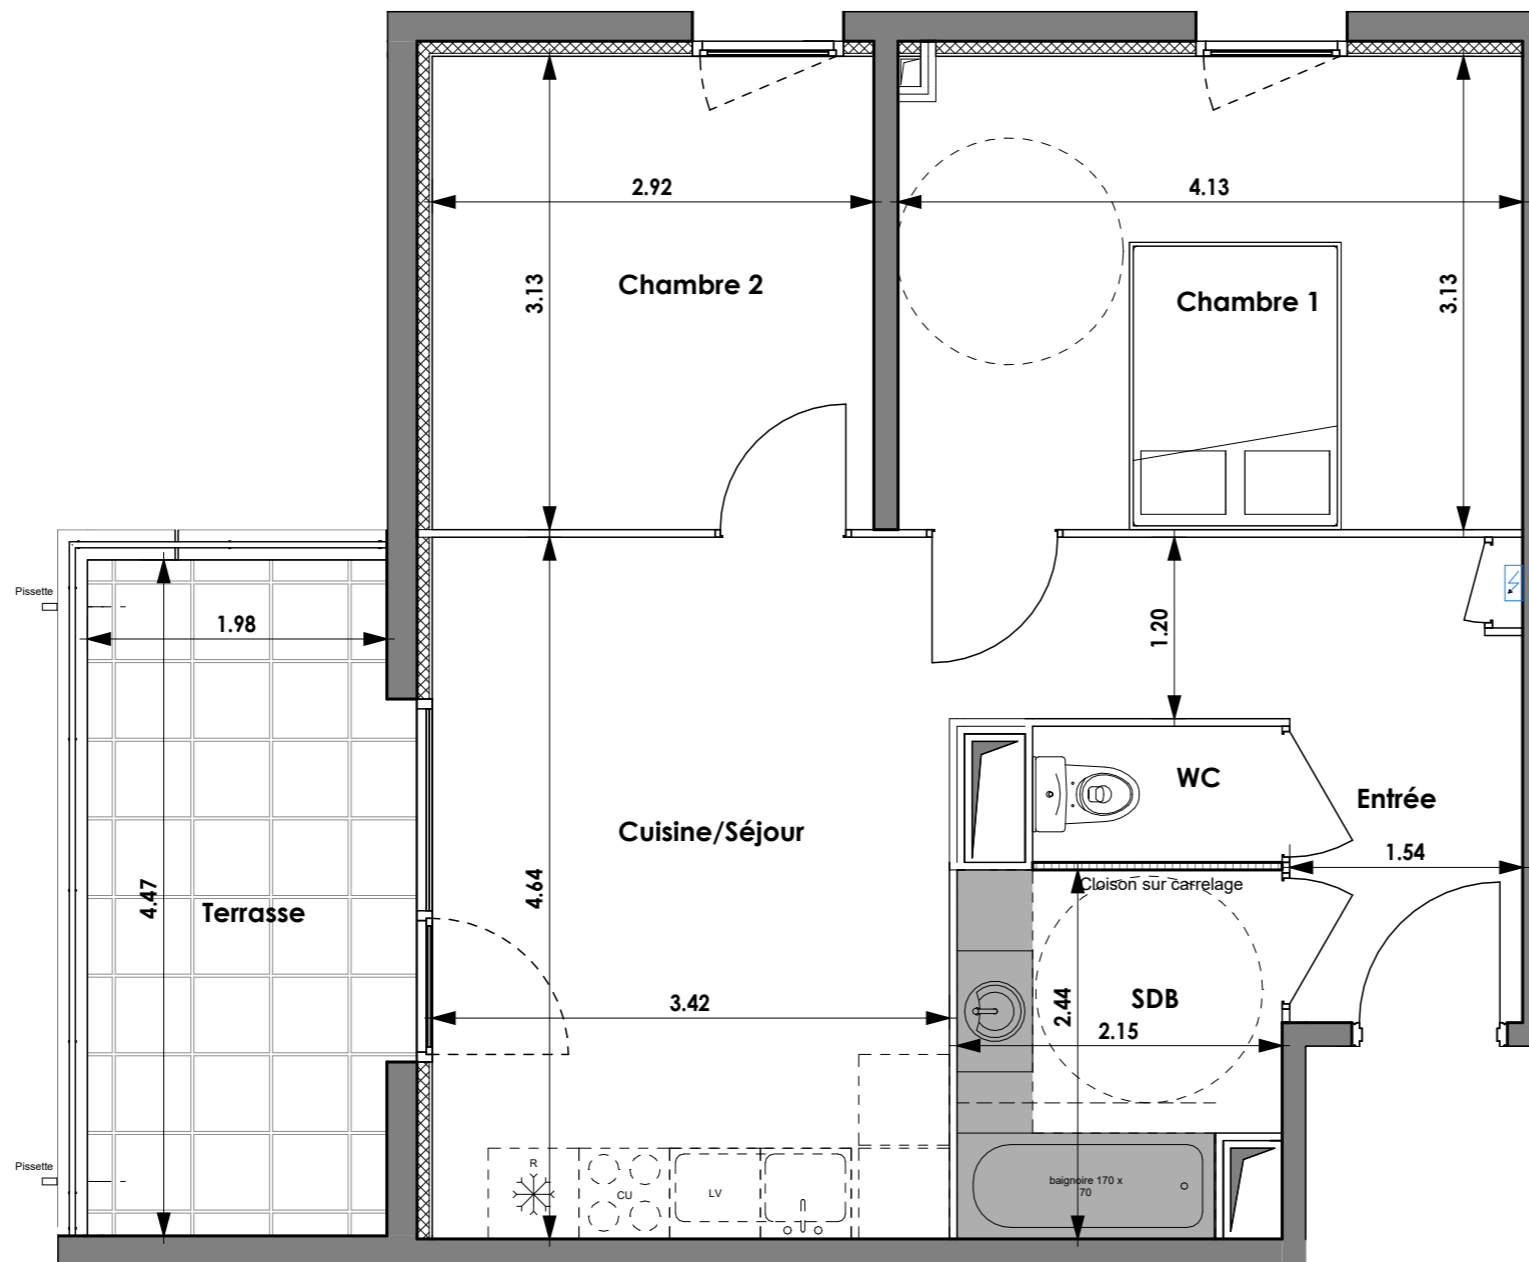 2.92
4.13
3.13
Chambre 2
Chambre 1
3.13
Pissette
1.98
1.20
WC
Entrée
Cuisine/Séjour
1.54
4.47
Terrasse
4.64
Cloison sur carrelage
3.42
2.44
SDB
2.15
Pissette
R
CU
LV
baignoire 170 x
70